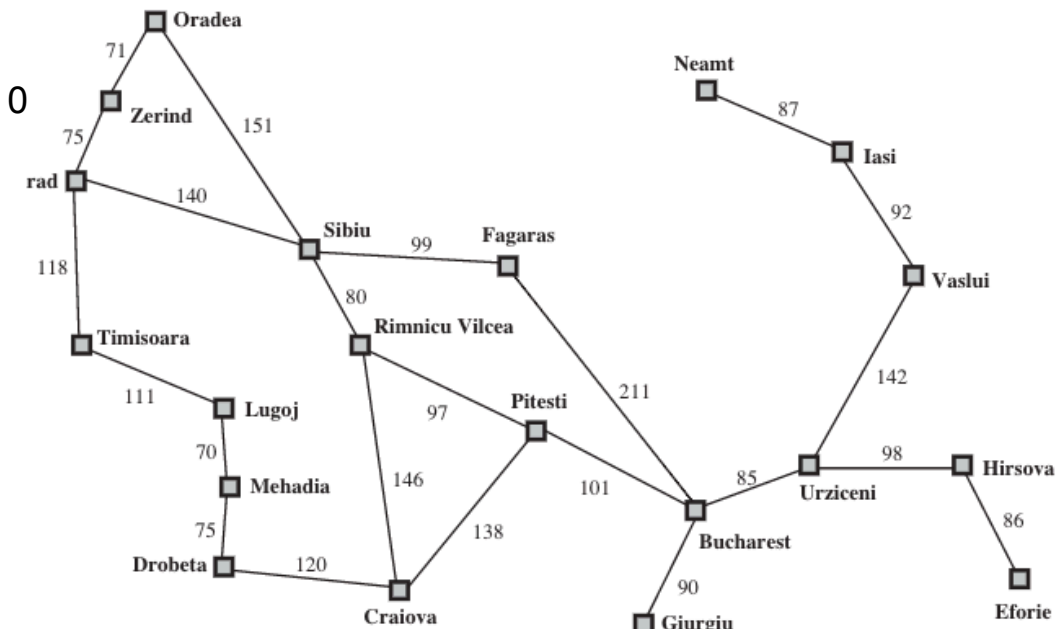 Oradea
71
Neamt
0
87
Zerind
151
75
Iasi
rad
140
92
Sibiu
99
Fagaras
118
Vaslui
80
Rimnicu Vilcea
Timisoara
211
142
111
Lugoj
97
Pitesti
70
98
Hirsova
146
101
85
Urziceni
Mehadia
86
75
138
Bucharest
Drobeta
120
90
Craiova
Eforie
Giurgiu